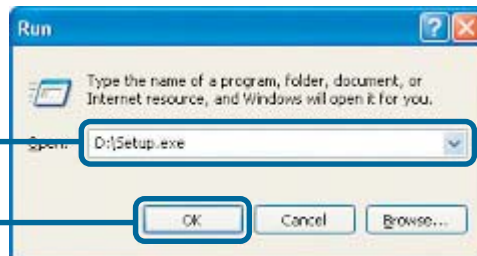 Run
Type the name of a program, folder, document, or
Internet resource, and Windows will open it for you.
Open: D:\Setup.exe
OK Cancel Browse...